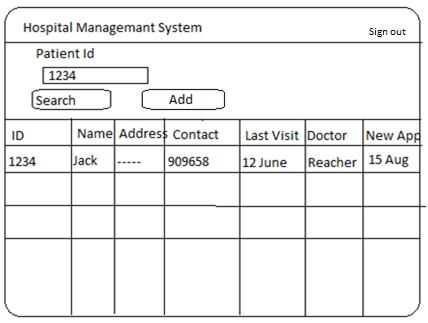 Hospital Managemant System
Sign out
Patient Id
1234
Search Add
ID Name Address Contact Last Visit Doctor New App
1234 Jack ----- 909658 12 June Reacher 15 Aug